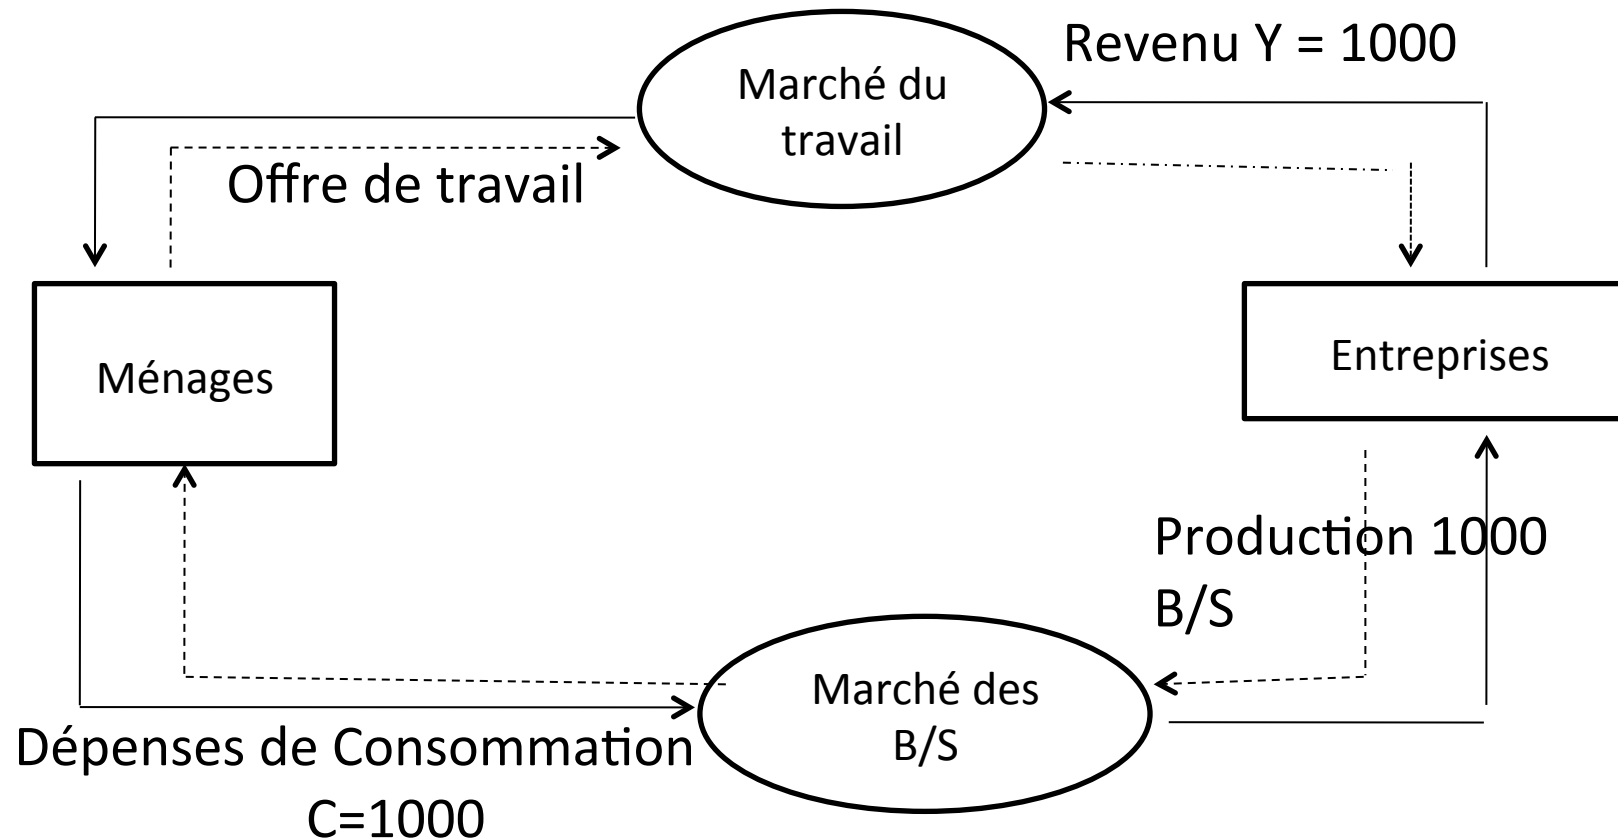 Revenu Y = 1000
Marché du
travail
Offre de travail
Ménages
Entreprises
Production 1000
B/S
Marché des
B/S
Dépenses de Consommation
C=1000